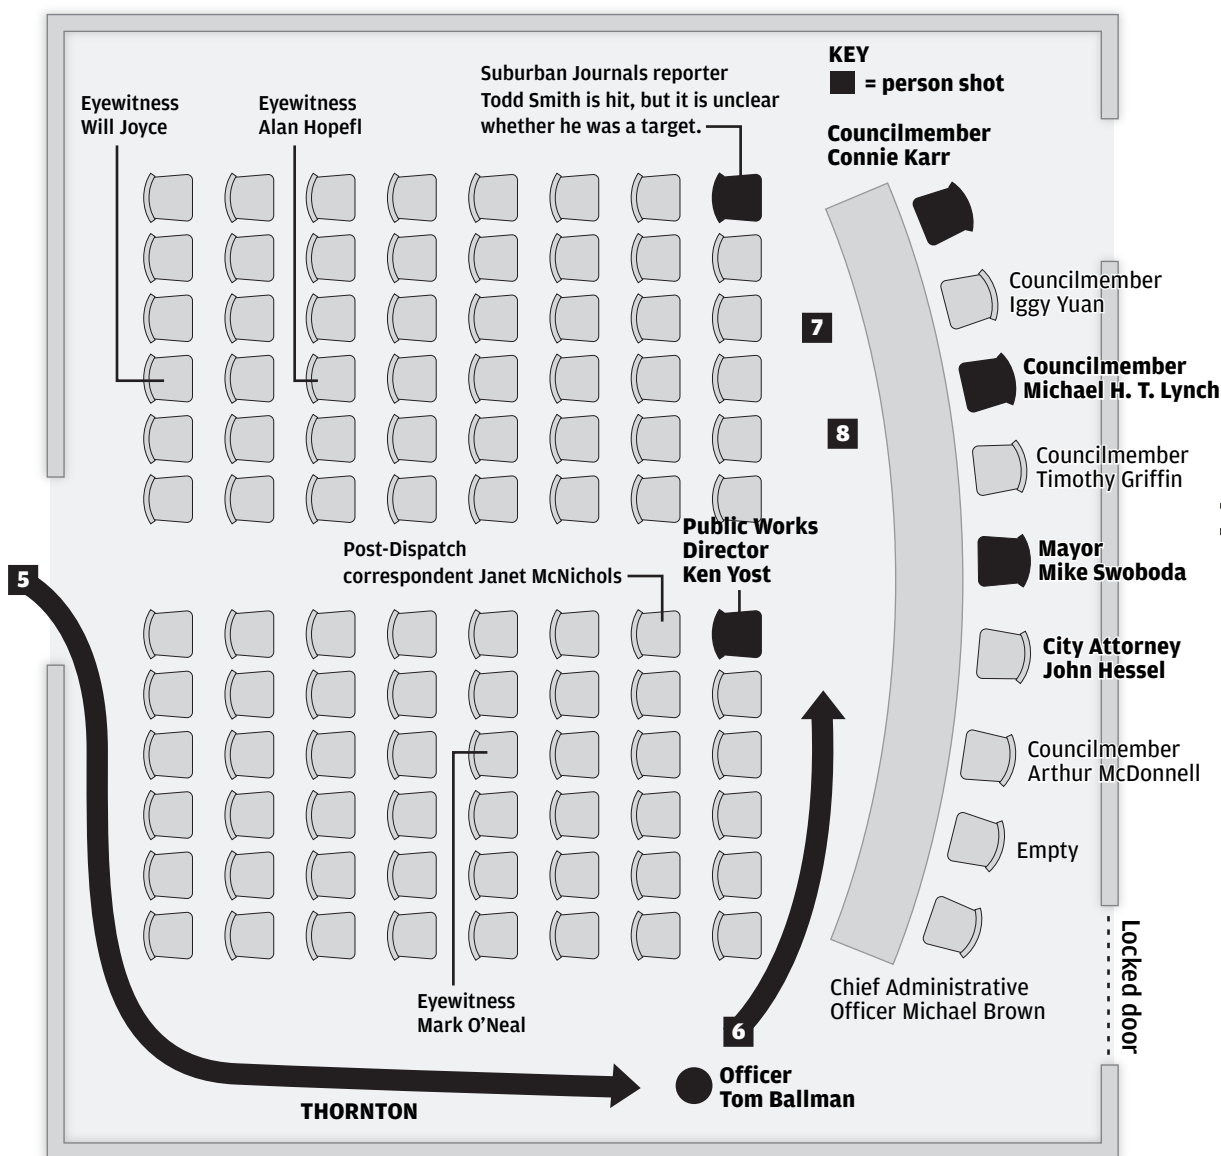 KEY
= person shot
Suburban Journals reporter
Todd Smith is hit, but it is unclear
whether he was a target.
Eyewitness
Will Joyce
Eyewitness
Alan Hopefl
Councilmember
Connie Karr
Councilmember
Iggy Yuan
7
Councilmember
Michael H. T. Lynch
8
Councilmember
Timothy Griffin
Public Works
Director
Ken Yost
Post-Dispatch
correspondent Janet McNichols
Mayor
Mike Swoboda
5
City Attorney
John Hessel
Councilmember
Arthur McDonnell
Empty
Locked door
Chief Administrative
Officer Michael Brown
Eyewitness
Mark O’Neal
6
Officer
Tom Ballman
THORNTON